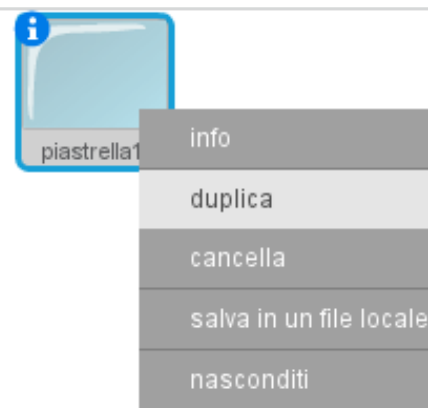 i
piastrella1
info
duplica
cancella
salva in un file locale
nasconditi